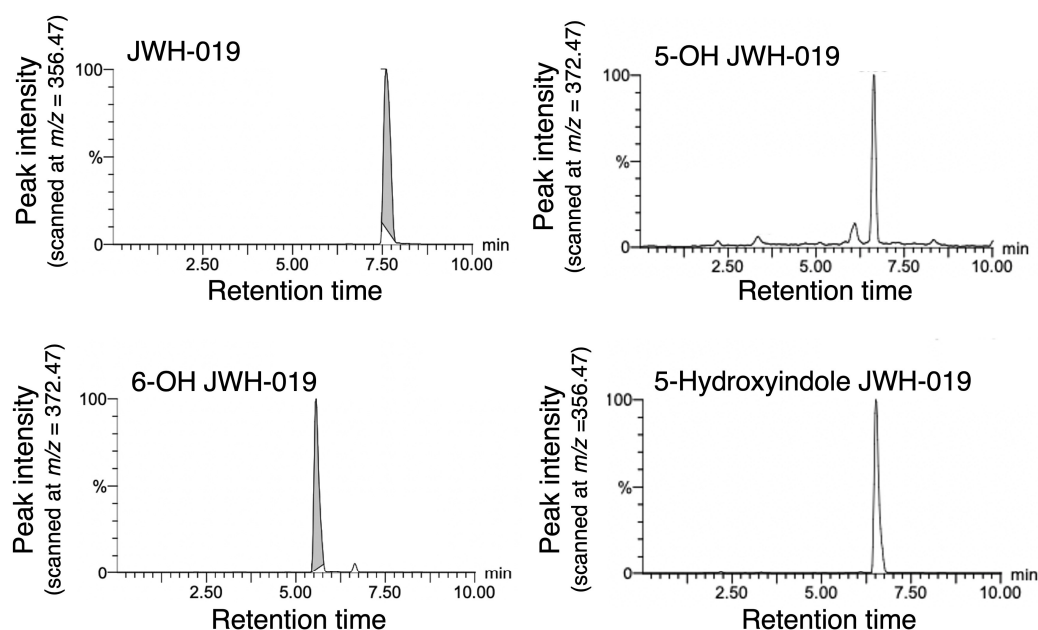 JWH-019
Peak intensity
(scanned at m/z = 356.47)
100
%
0
2.50 5.00 7.50 10.00 min
Retention time
5-OH JWH-019
Peak intensity
(scanned at m/z = 372.47)
100
%
0
2.50 5.00 7.50 10.00 min
Retention time
6-OH JWH-019
Peak intensity
(scanned at m/z = 372.47)
100
%
0
2.50 5.00 7.50 10.00 min
Retention time
5-Hydroxyindole JWH-019
Peak intensity
(scanned at m/z =356.47)
100
%
0
2.50 5.00 7.50 10.00 min
Retention time